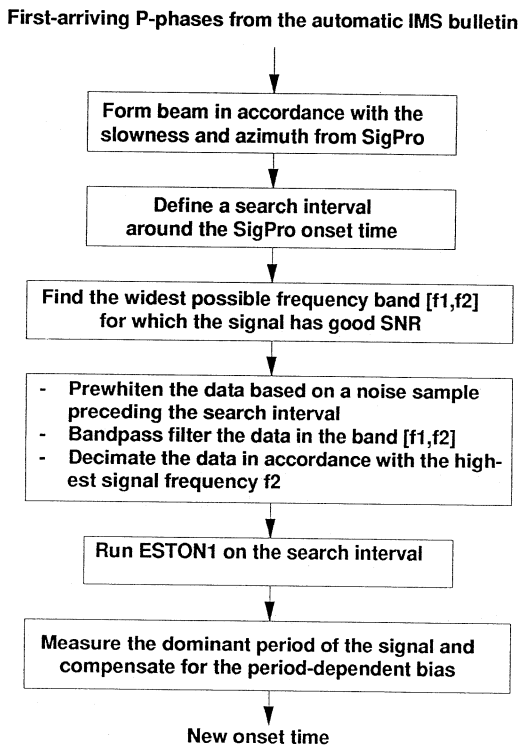 First-arriving P-phases from the automatic IMS bulletin
Form beam in accordance with the
slowness and azimuth from SigPro
Define a search interval
around the SigPro onset time
Find the widest possible frequency band [f1,f2]
for which the signal has good SNR
- Prewhiten the data based on a noise sample
preceding the search interval
- Bandpass filter the data in the band [f1,f2]
- Decimate the data in accordance with the high-
est signal frequency f2
Run ESTON1 on the search interval
Measure the dominant period of the signal and
compensate for the period-dependent bias
New onset time